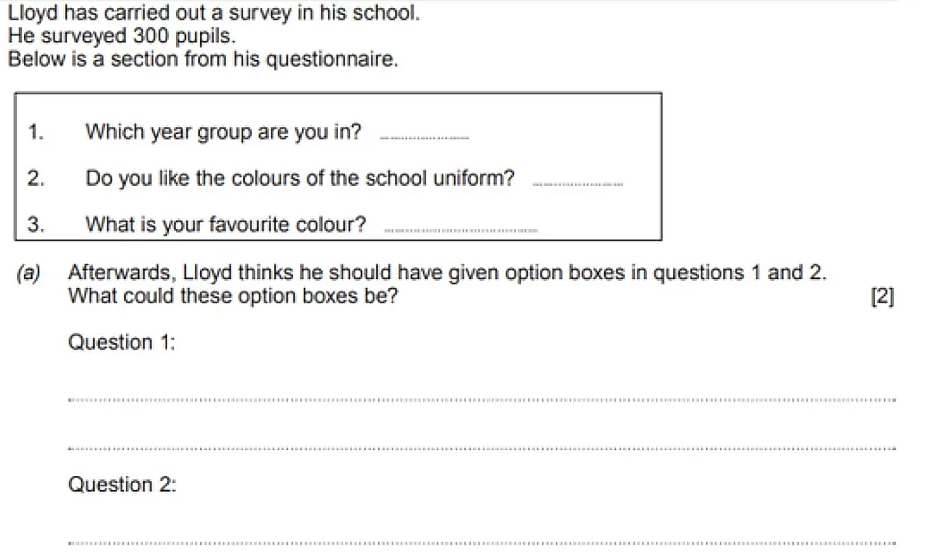 Lloyd has carried out a survey in his school.
He surveyed 300 pupils.
Below is a section from his questionnaire.
1. Which year group are you in?
2. Do you like the colours of the school uniform?
3. What is your favourite colour?
(a) Afterwards, Lloyd thinks he should have given option boxes in questions 1 and 2.
What could these option boxes be? [2]
Question 1:
Question 2: